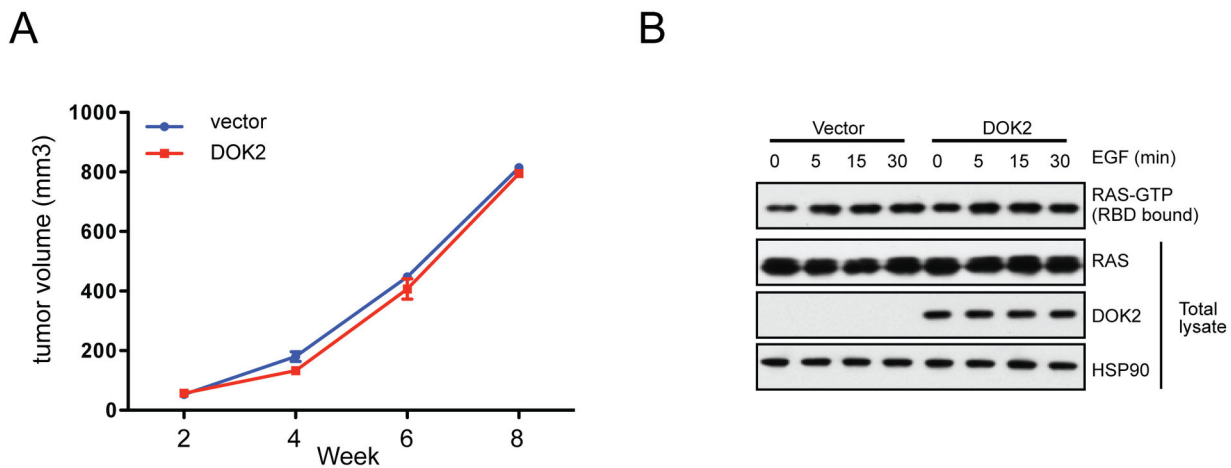 A
tumor volume (mm3)
1000
800
600
400
200
0
vector
DOK2
2 4 6 8
Week
B
Vector DOK2
0 5 15 30 0 5 15 30 EGF (min)
RAS-GTP
(RBD bound)
RAS
DOK2
HSP90
Total
lysate